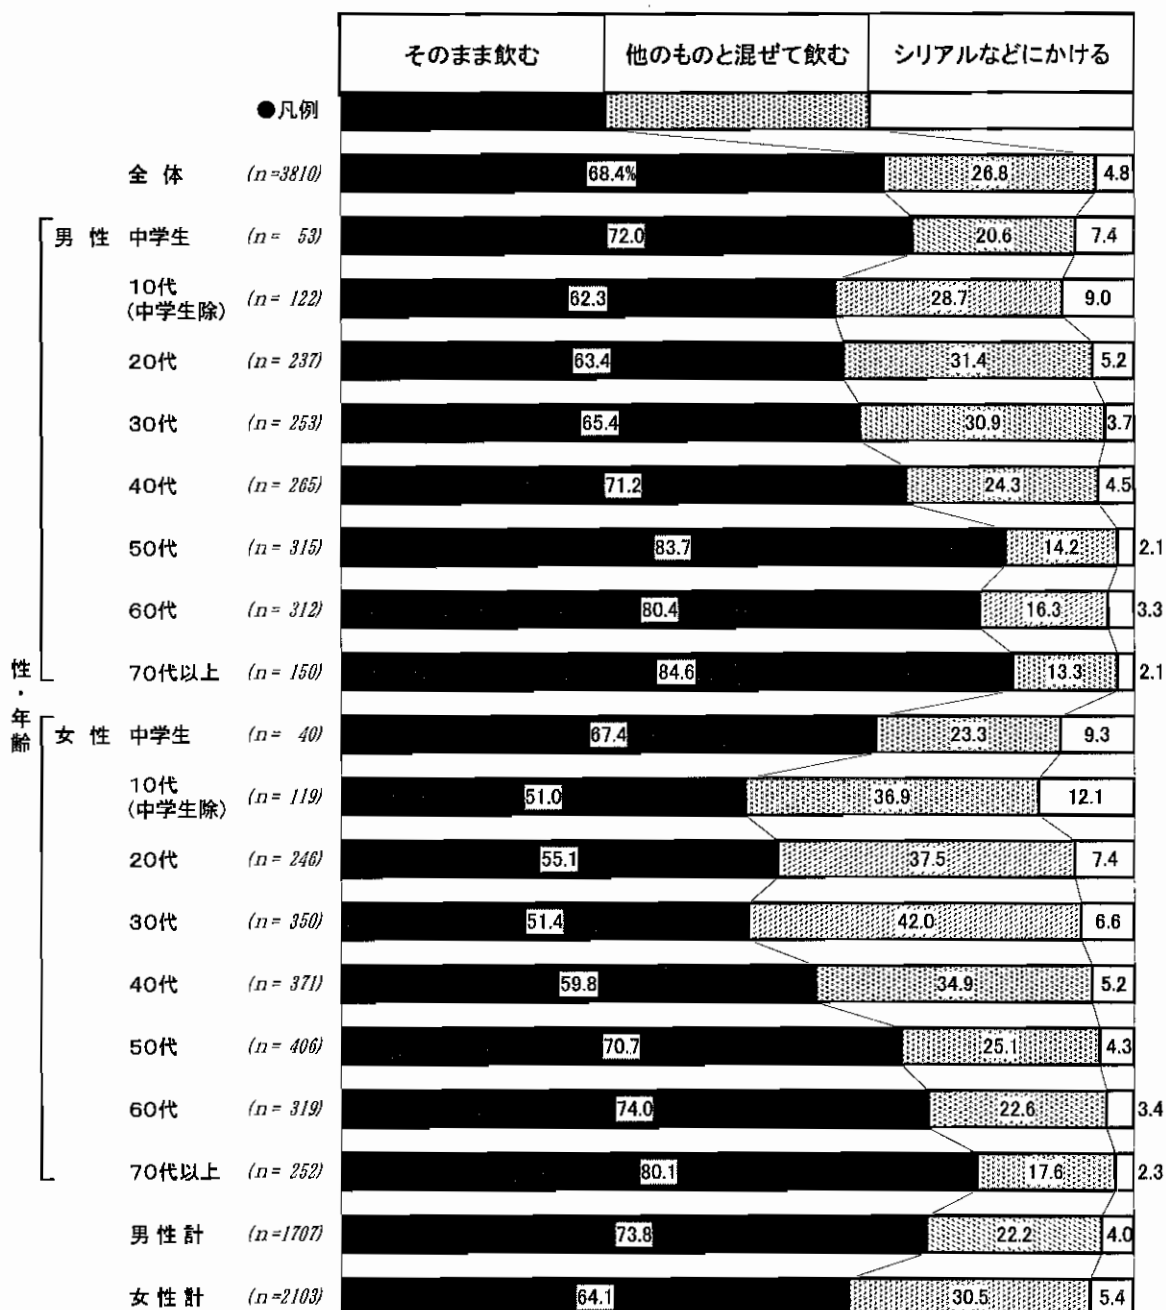 そのまま飲む 他のものと混ぜて飲む シリアルなどにかける
●凡例
全体 (n=3810) 68.4% 26.8 4.8
男性 中学生 (n= 53) 72.0 20.6 7.4
10代
(中学生除) (n= 122) 62.3 28.7 9.0
20代 (n= 237) 63.4 31.4 5.2
30代 (n= 253) 65.4 30.9 3.7
40代 (n= 265) 71.2 24.3 4.5
50代 (n= 315) 83.7 14.2 2.1
60代 (n= 312) 80.4 16.3 3.3
70代以上 (n= 150) 84.6 13.3 2.1
性・年齢
女性 中学生 (n= 40) 67.4 23.3 9.3
10代
(中学生除) (n= 119) 51.0 36.9 12.1
20代 (n= 246) 55.1 37.5 7.4
30代 (n= 350) 51.4 42.0 6.6
40代 (n= 371) 59.8 34.9 5.2
50代 (n= 406) 70.7 25.1 4.3
60代 (n= 319) 74.0 22.6 3.4
70代以上 (n= 252) 80.1 17.6 2.3
男性計 (n=1707) 73.8 22.2 4.0
女性計 (n=2103) 64.1 30.5 5.4